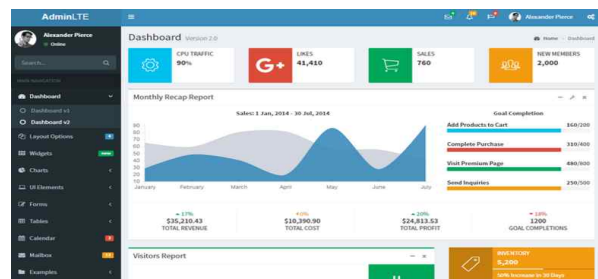 AdminLTE
Alexander Pierce
Alexander Pierce
Online
Search...
MAIN NAVIGATION
Dashboard
Dashboard v1
Dashboard v2
Layout Options
Widgets
Charts
UI Elements
Forms
Tables
Calendar
Mailbox
Examples
Dashboard Version 2.0
Home > Dashboard
CPU TRAFFIC
90%
G+
LIKES
41,410
SALES
760
NEW MEMBERS
2,000
Monthly Recap Report
Sales: 1 Jan, 2014 - 30 Jul, 2014
90
80
70
60
50
40
30
20
10
January February March April May June July
Goal Completion
Add Products to Cart 160/200
Complete Purchase 310/400
Visit Premium Page 480/800
Send Inquiries 250/500
17%
$35,210.43
TOTAL REVENUE
0%
$10,390.90
TOTAL COST
20%
$24,813.53
TOTAL PROFIT
18%
1200
GOAL COMPLETIONS
Visitors Report
INVENTORY
5,200
50% Increase in 30 Days